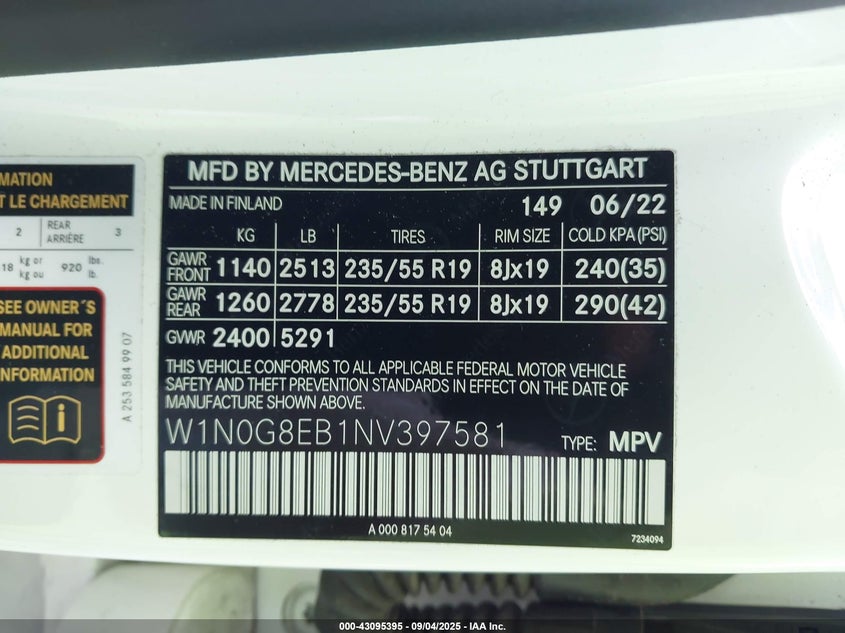 MATION
T LE CHARGEMENT
2 REAR ARRIÈRE 3
18 kg or kg ou 920 lbs. lb.
SEE OWNER´S
MANUAL FOR
ADDITIONAL
INFORMATION
A 253 584 99 07
MFD BY MERCEDES-BENZ AG STUTTGART
MADE IN FINLAND 149 06/22
KG LB TIRES RIM SIZE COLD KPA (PSI)
GAWR FRONT 1140 2513 235/55 R19 8Jx19 240(35)
GAWR REAR 1260 2778 235/55 R19 8Jx19 290(42)
GVWR 2400 5291
THIS VEHICLE CONFORMS TO ALL APPLICABLE FEDERAL MOTOR VEHICLE
SAFETY AND THEFT PREVENTION STANDARDS IN EFFECT ON THE DATE OF
MANUFACTURE SHOWN ABOVE.
W1N0G8EB1NV397581 TYPE: MPV
A 000 817 54 04
7234094
000-43095395 - 09/04/2025 - IAA Inc.